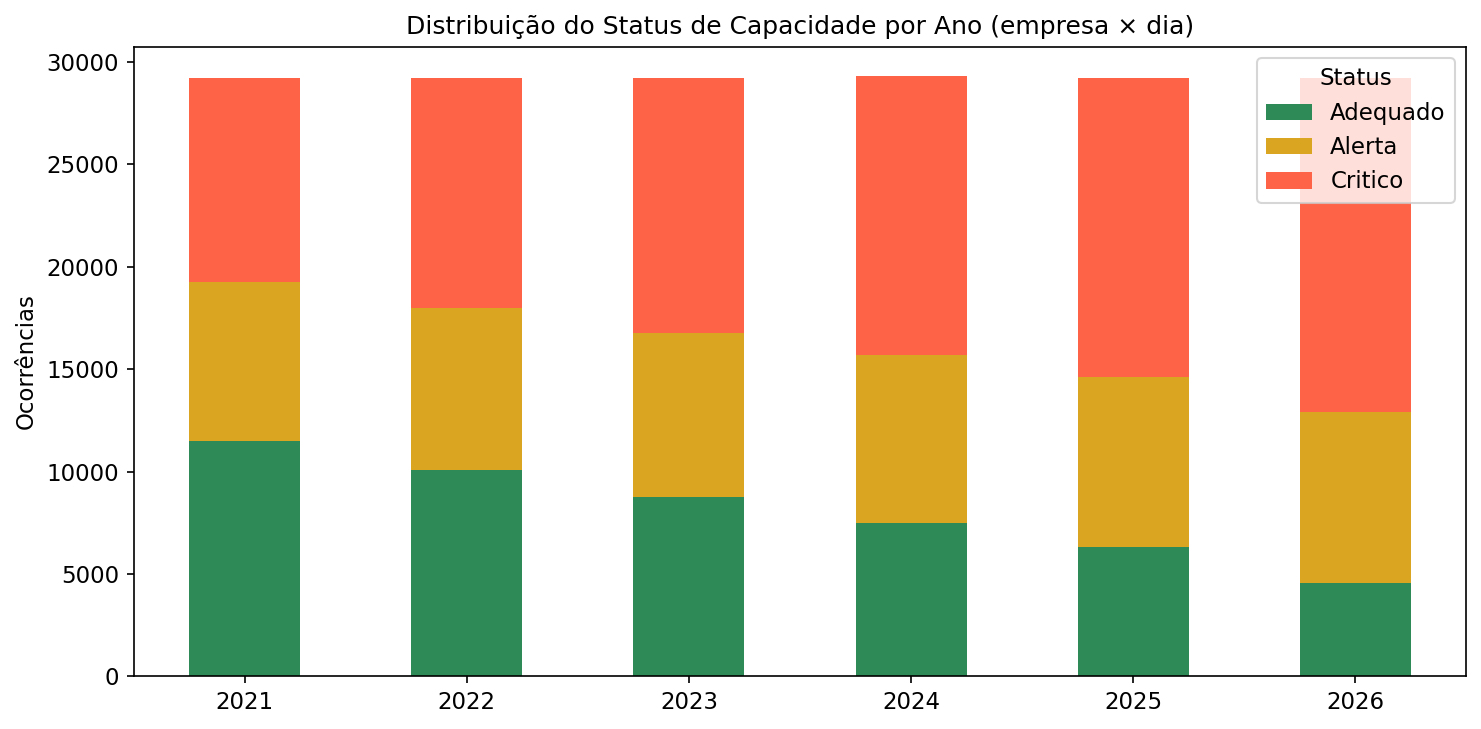 Distribuição do Status de Capacidade por Ano (empresa × dia)
Ocorrências
30000
25000
20000
15000
10000
5000
0
2021 2022 2023 2024 2025 2026
Status
Adequado
Alerta
Critico